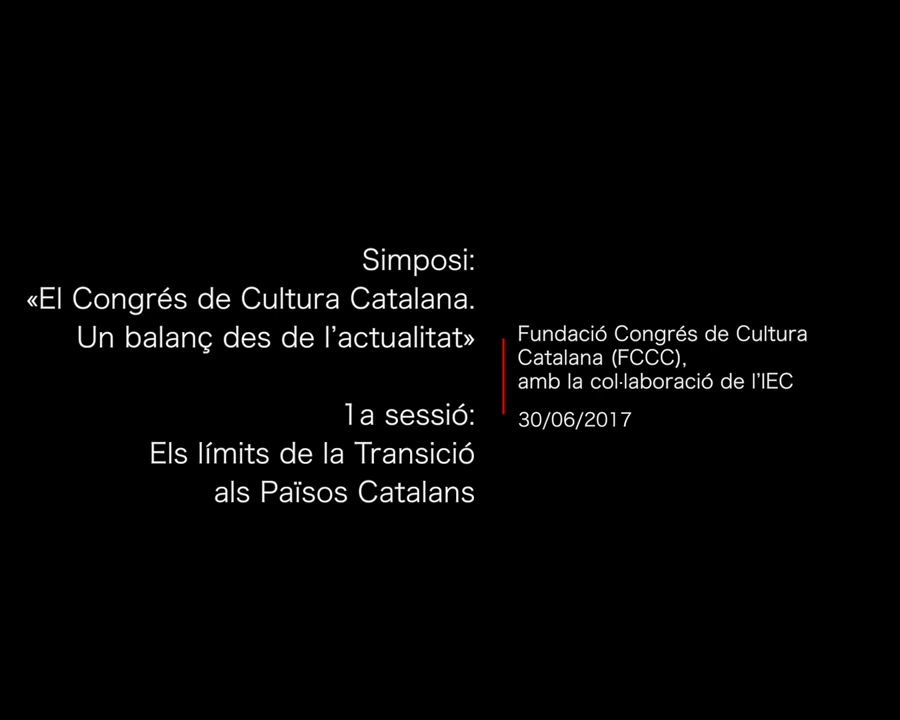 Simposi:
«El Congrés de Cultura Catalana.
Un balanç des de l’actualitat»
1a sessió:
Els límits de la Transició
als Països Catalans
Fundació Congrés de Cultura
Catalana (FCCC),
amb la col·laboració de l’IEC
30/06/2017